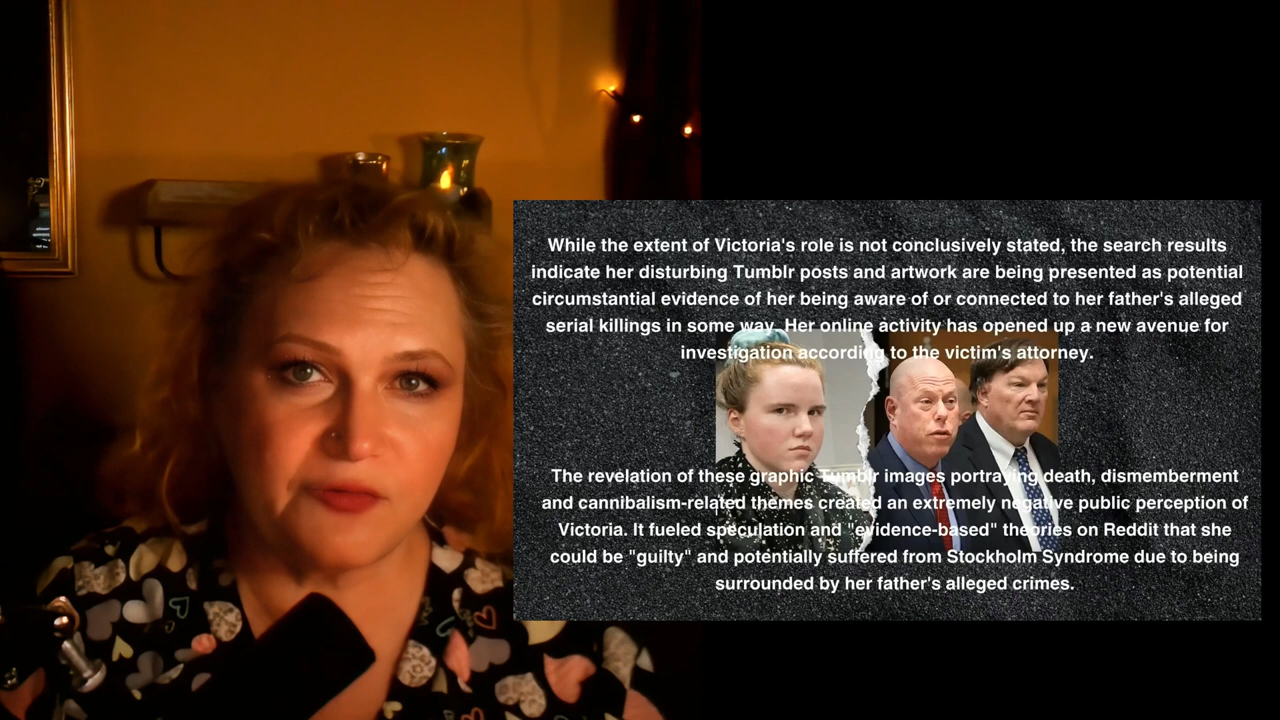 While the extent of Victoria's role is not conclusively stated, the search results
indicate her disturbing Tumblr posts and artwork are being presented as potential
circumstantial evidence of her being aware of or connected to her father's alleged
serial killings in some way. Her online activity has opened up a new avenue for
investigation according to the victim's attorney.
The revelation of these graphic Tumblr images portraying death, dismemberment
and cannibalism-related themes created an extremely negative public perception of
Victoria. It fueled speculation and "evidence-based" theories on Reddit that she
could be "guilty" and potentially suffered from Stockholm Syndrome due to being
surrounded by her father's alleged crimes.